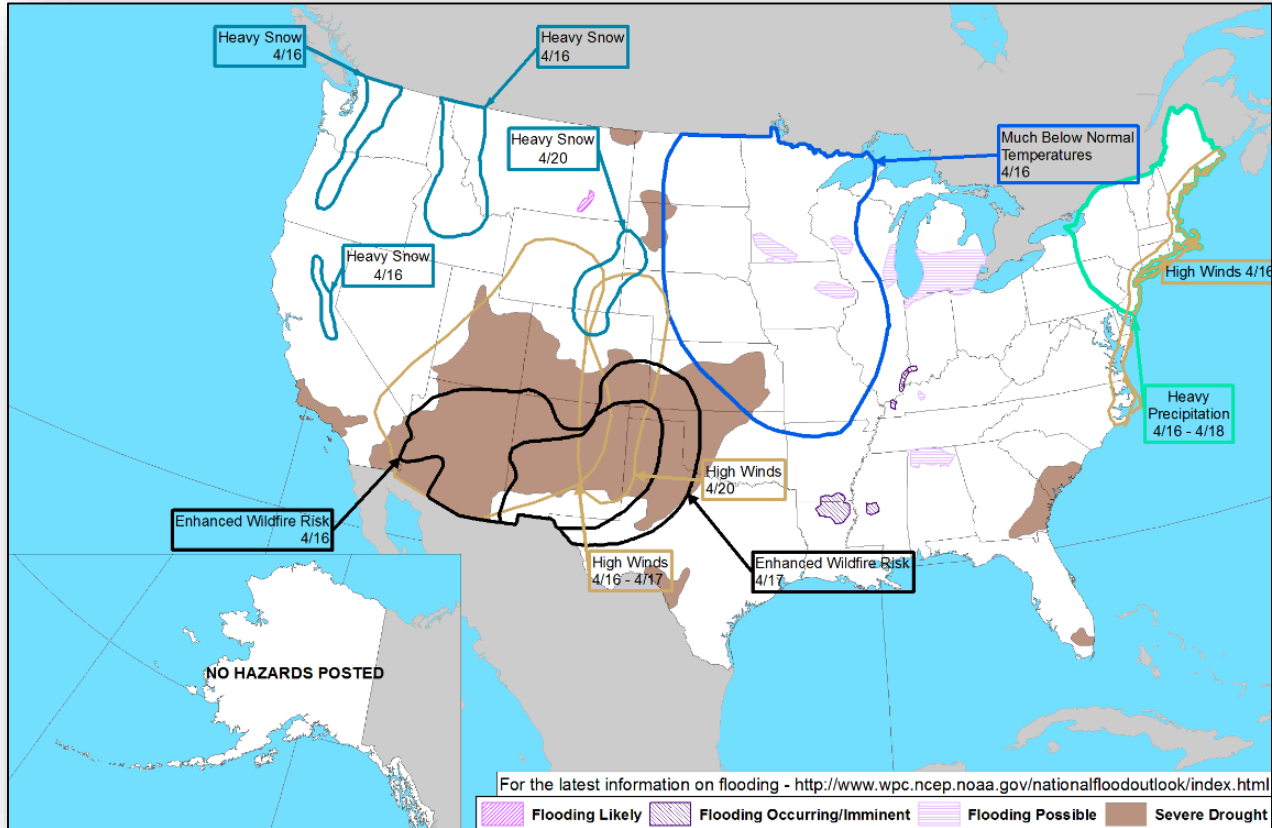 Heavy Snow
4/16
Heavy Snow
4/16
Heavy Snow
4/20
Much Below Normal
Temperatures
4/16
Heavy Snow
4/16
High Winds 4/16
Heavy
Precipitation
4/16 - 4/18
High Winds
4/20
Enhanced Wildfire Risk
4/16
High Winds
4/16 - 4/17
Enhanced Wildfire Risk
4/17
NO HAZARDS POSTED
For the latest information on flooding - http://www.wpc.ncep.noaa.gov/nationalfloodoutlook/index.html
Flooding Likely Flooding Occurring/Imminent Flooding Possible Severe Drought